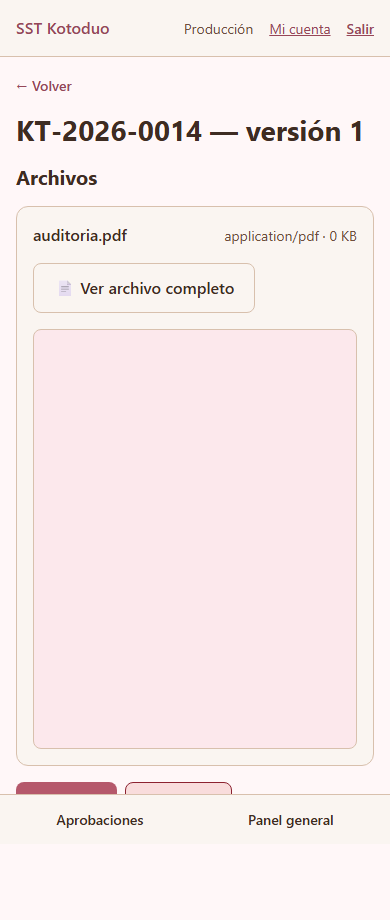 SST Kotoduo Producción Mi cuenta Salir
← Volver
KT-2026-0014 — versión 1
Archivos
auditoria.pdf application/pdf · 0 KB
Ver archivo completo
Aprobaciones Panel general